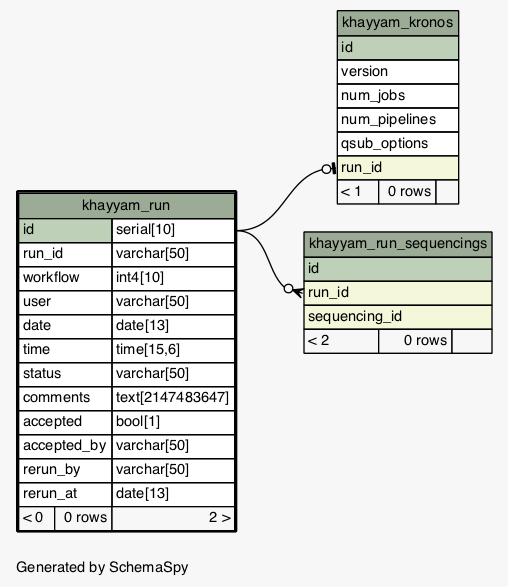 khayyam_kronos
id
version
num_jobs
num_pipelines
qsub_options
run_id
< 1 0 rows
khayyam_run
id serial[10]
run_id varchar[50]
workflow int4[10]
user varchar[50]
date date[13]
time time[15,6]
status varchar[50]
comments text[2147483647]
accepted bool[1]
accepted_by varchar[50]
rerun_by varchar[50]
rerun_at date[13]
< 0 0 rows 2 >
khayyam_run_sequencings
id
run_id
sequencing_id
< 2 0 rows
Generated by SchemaSpy